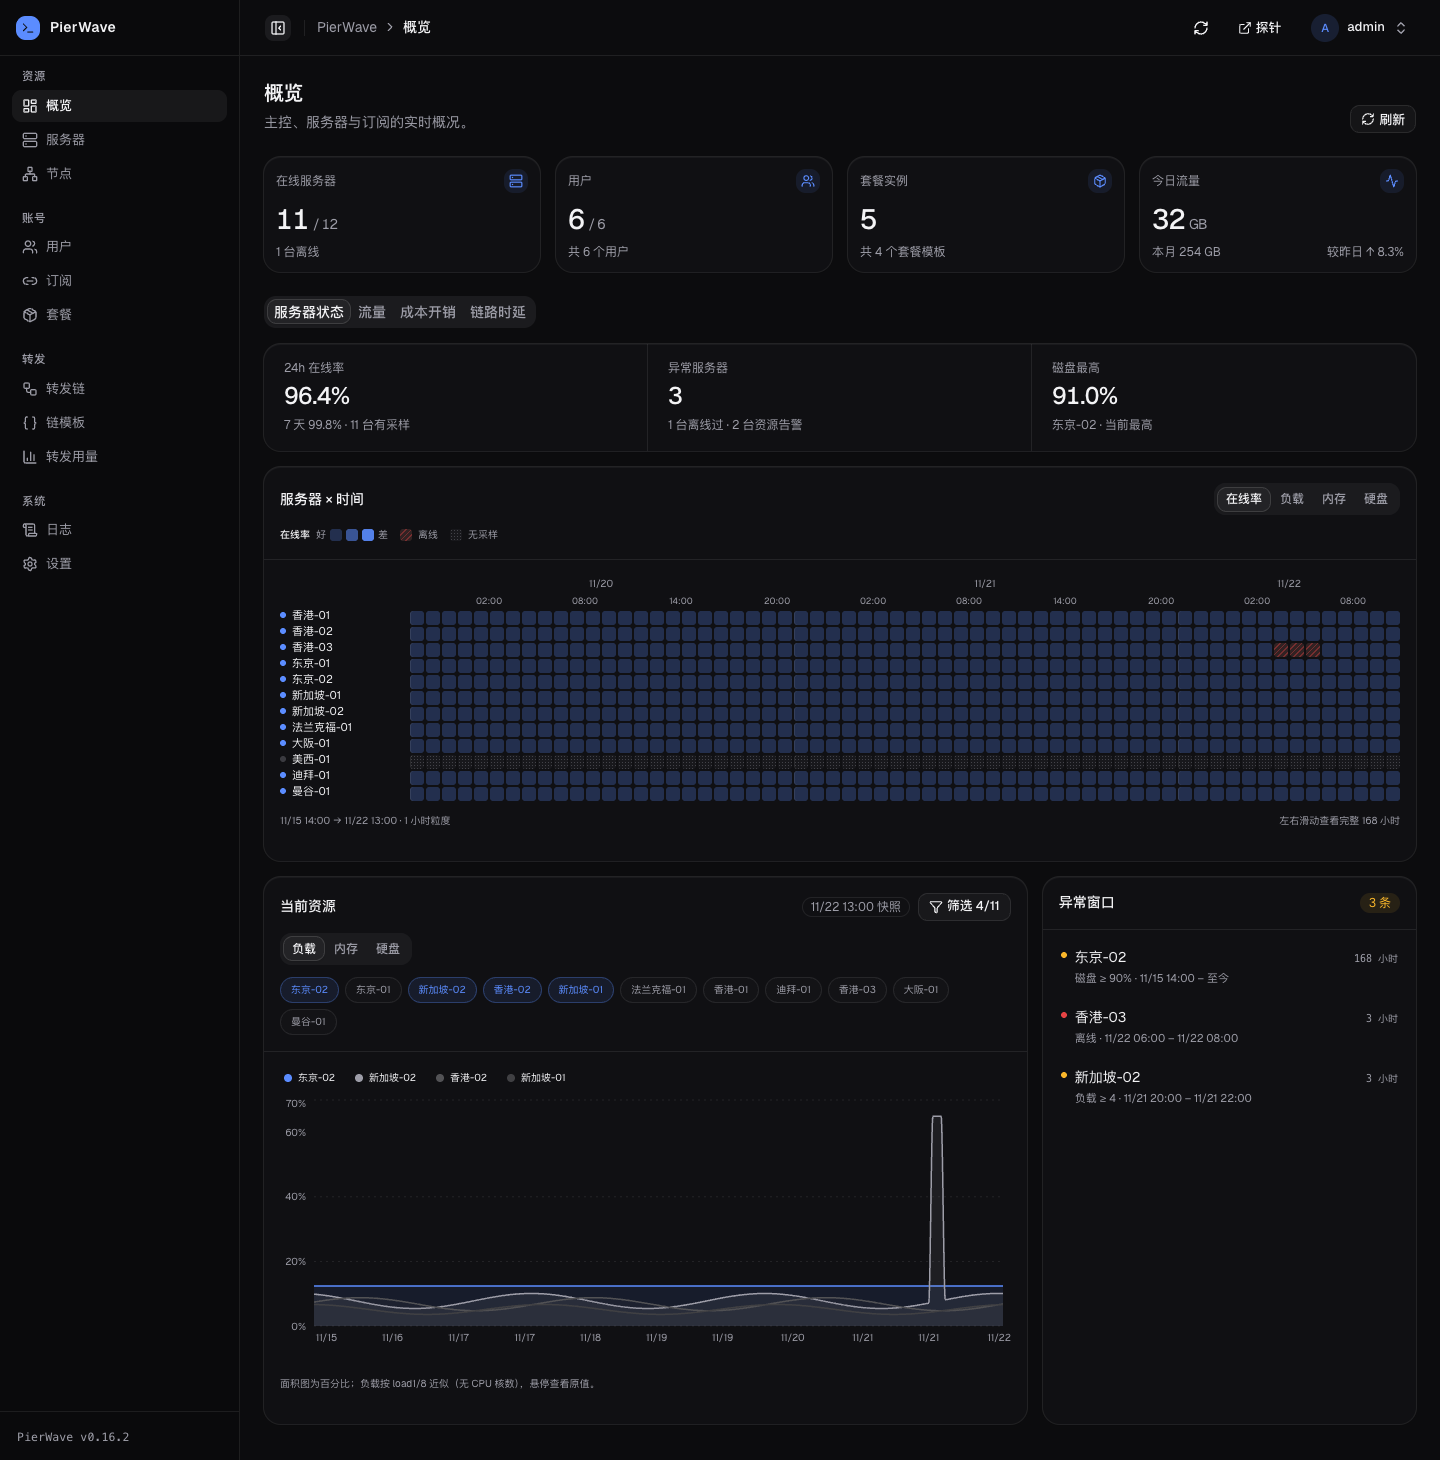 PierWave
PierWave > 概览
探针
A admin
资源
概览
服务器
节点
账号
用户
订阅
套餐
转发
转发链
链模板
转发用量
系统
日志
设置
PierWave v0.16.2
概览
主控、服务器与订阅的实时概况。
刷新
在线服务器
11 / 12
1 台离线
用户
6 / 6
共 6 个用户
套餐实例
5
共 4 个套餐模板
今日流量
32 GB
本月 254 GB 较昨日 ↑ 8.3%
服务器状态 流量 成本开销 链路时延
24h 在线率
96.4%
7 天 99.8% · 11 台有采样
异常服务器
3
1 台离线过 · 2 台资源告警
磁盘最高
91.0%
东京-02 · 当前最高
服务器 × 时间
在线率 负载 内存 硬盘
在线率 好 差 离线 无采样
11/20 11/21 11/22
02:00 08:00 14:00 20:00 02:00 08:00 14:00 20:00 02:00 08:00
香港-01
香港-02
香港-03
东京-01
东京-02
新加坡-01
新加坡-02
法兰克福-01
大阪-01
美西-01
迪拜-01
曼谷-01
11/15 14:00 → 11/22 13:00 · 1 小时粒度
左右滑动查看完整 168 小时
当前资源
11/22 13:00 快照
筛选 4/11
负载 内存 硬盘
东京-02 东京-01 新加坡-02 香港-02 新加坡-01 法兰克福-01 香港-01 迪拜-01 香港-03 大阪-01
曼谷-01
东京-02 新加坡-02 香港-02 新加坡-01
70%
60%
40%
20%
0%
11/15 11/16 11/17 11/17 11/18 11/19 11/19 11/20 11/21 11/21 11/22
面积图为百分比；负载按 load1/8 近似（无 CPU 核数），悬停查看原值。
异常窗口
3 条
东京-02
168 小时
磁盘 ≥ 90% · 11/15 14:00 – 至今
香港-03
3 小时
离线 · 11/22 06:00 – 11/22 08:00
新加坡-02
3 小时
负载 ≥ 4 · 11/21 20:00 – 11/21 22:00